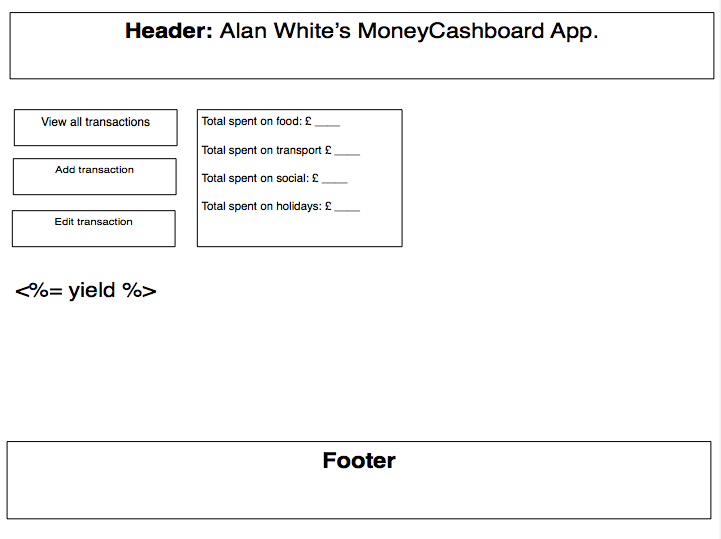 Header: Alan White’s MoneyCashboard App.
View all transactions
Add transaction
Edit transaction
Total spent on food: £ ____
Total spent on transport £ ____
Total spent on social: £ ____
Total spent on holidays: £ ____
<%= yield %>
Footer